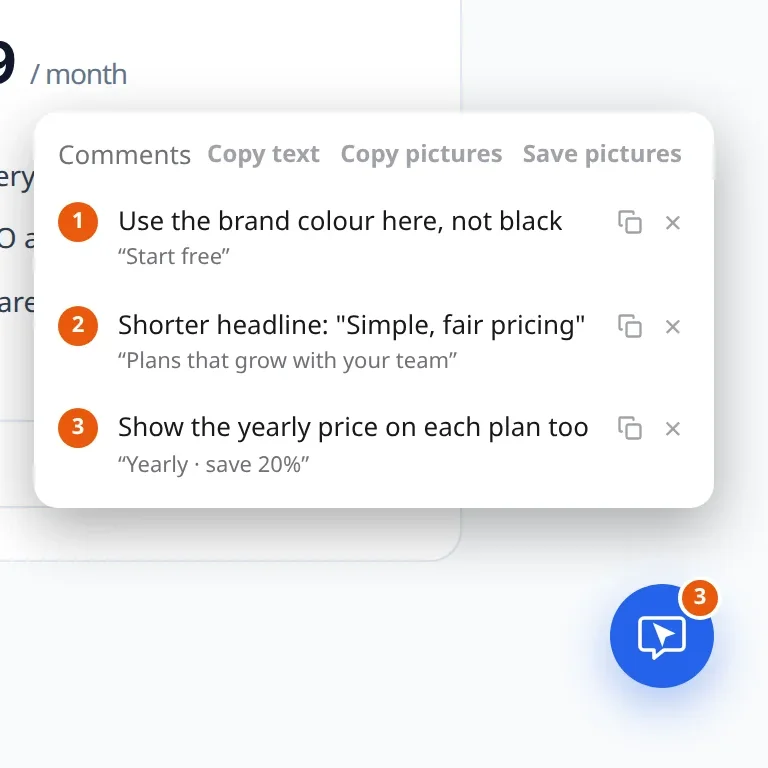 9 / month
Comments Copy text Copy pictures Save pictures
ery
1 Use the brand colour here, not black
“Start free”
O a
2 Shorter headline: "Simple, fair pricing"
are
“Plans that grow with your team”
3 Show the yearly price on each plan too
“Yearly · save 20%”
3